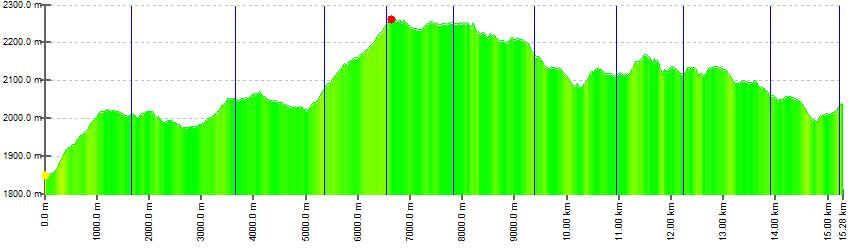 2300.0 m
2200.0 m
2100.0 m
2000.0 m
1900.0 m
1800.0 m
0.0 m
1000.0 m
2000.0 m
3000.0 m
4000.0 m
5000.0 m
6000.0 m
7000.0 m
8000.0 m
9000.0 m
10.00 km
11.00 km
12.00 km
13.00 km
14.00 km
15.00 km
15.28 km